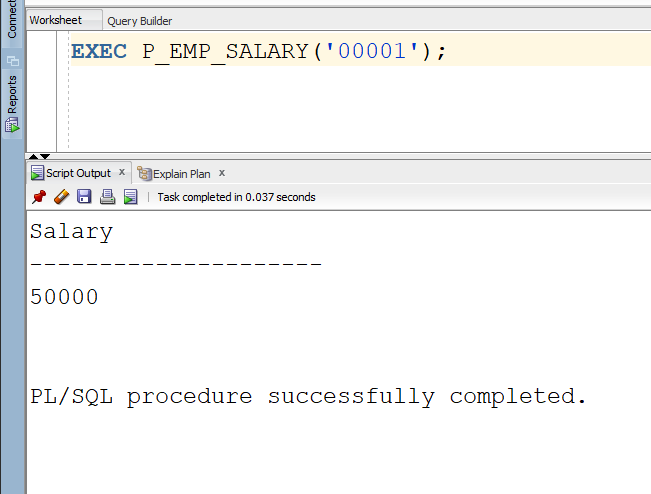 Connect
Reports
Worksheet Query Builder
EXEC P_EMP_SALARY('00001');
Script Output x Explain Plan x
Task completed in 0.037 seconds
Salary
---------------------
50000
PL/SQL procedure successfully completed.